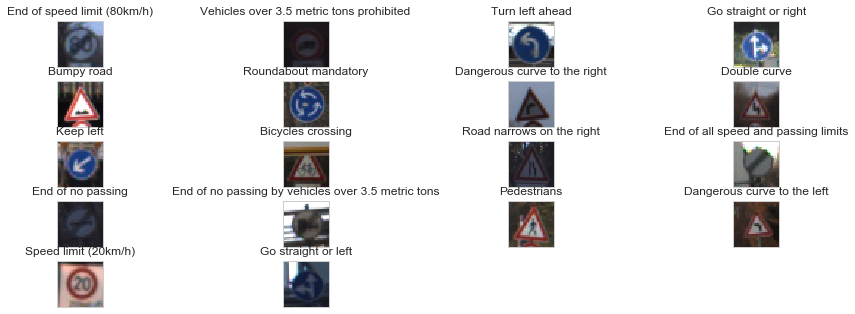 End of speed limit (80km/h)
Vehicles over 3.5 metric tons prohibited
Turn left ahead
Go straight or right
80
Bumpy road
Roundabout mandatory
Dangerous curve to the right
Double curve
Keep left
Bicycles crossing
Road narrows on the right
End of all speed and passing limits
End of no passing
End of no passing by vehicles over 3.5 metric tons
Pedestrians
Dangerous curve to the left
Speed limit (20km/h)
Go straight or left
20